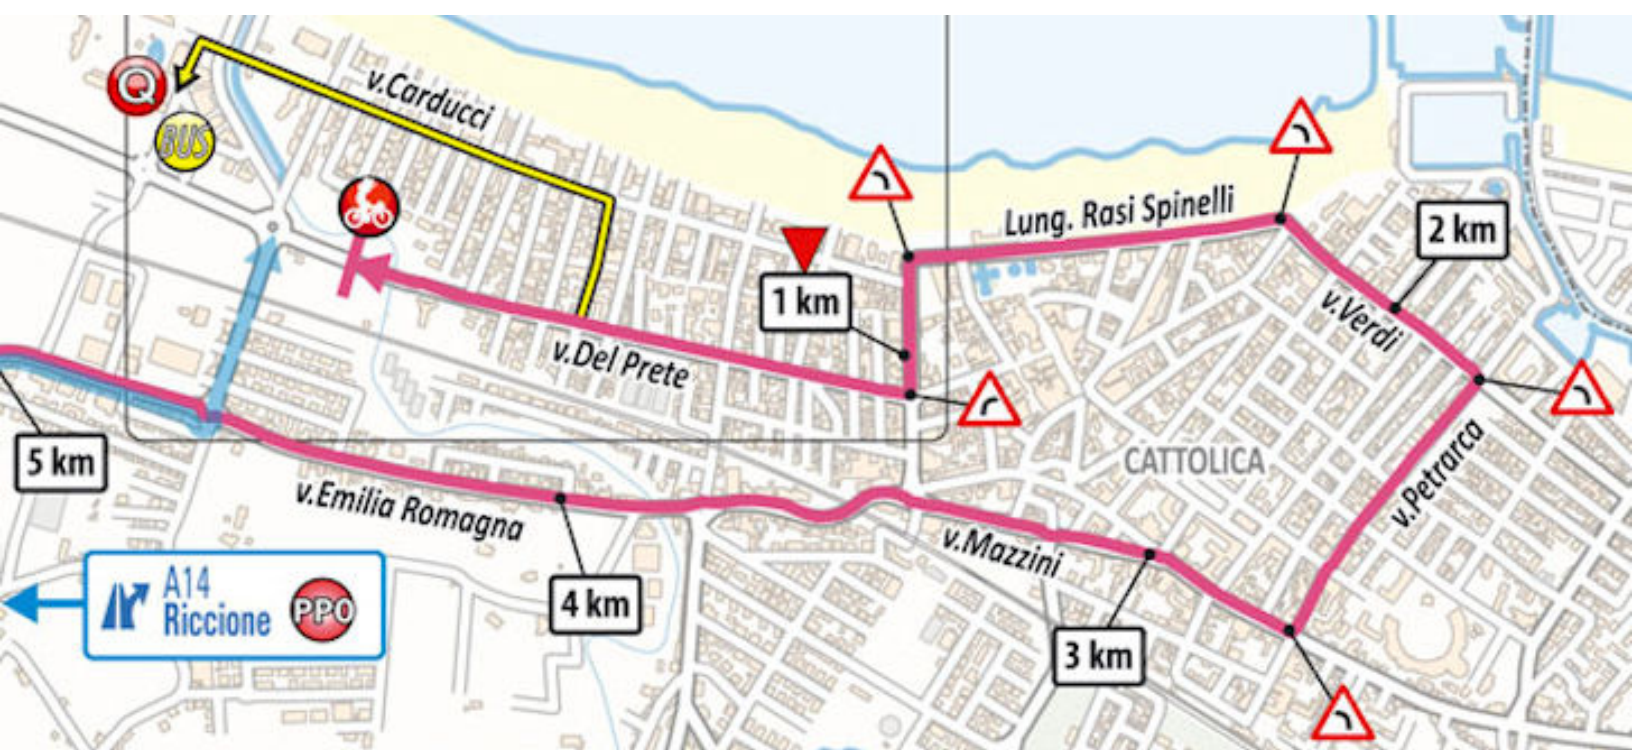 Q
v.Carducci
BUS
Lung. Rasi Spinelli
2 km
1 km
v.Verdi
v.Del Prete
5 km
CATTOLICA
v.Petrarca
v.Emilia Romagna
v.Mazzini
A14
Riccione
PPO
4 km
3 km